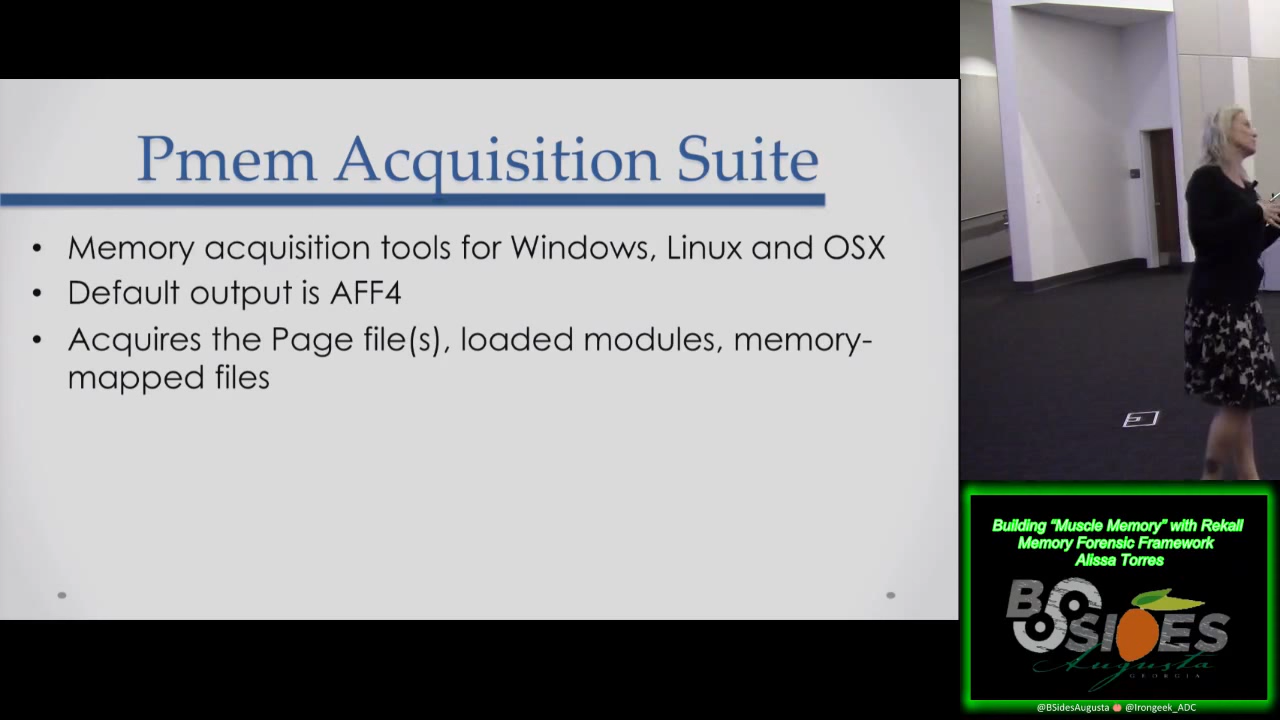 Pmem Acquisition Suite
• Memory acquisition tools for Windows, Linux and OSX
• Default output is AFF4
• Acquires the Page file(s), loaded modules, memory-
mapped files
Building “Muscle Memory” with Rekall
Memory Forensic Framework
Alissa Torres
BSIDES
Augusta
GEORGIA
@BSidesAugusta @Irongeek_ADC